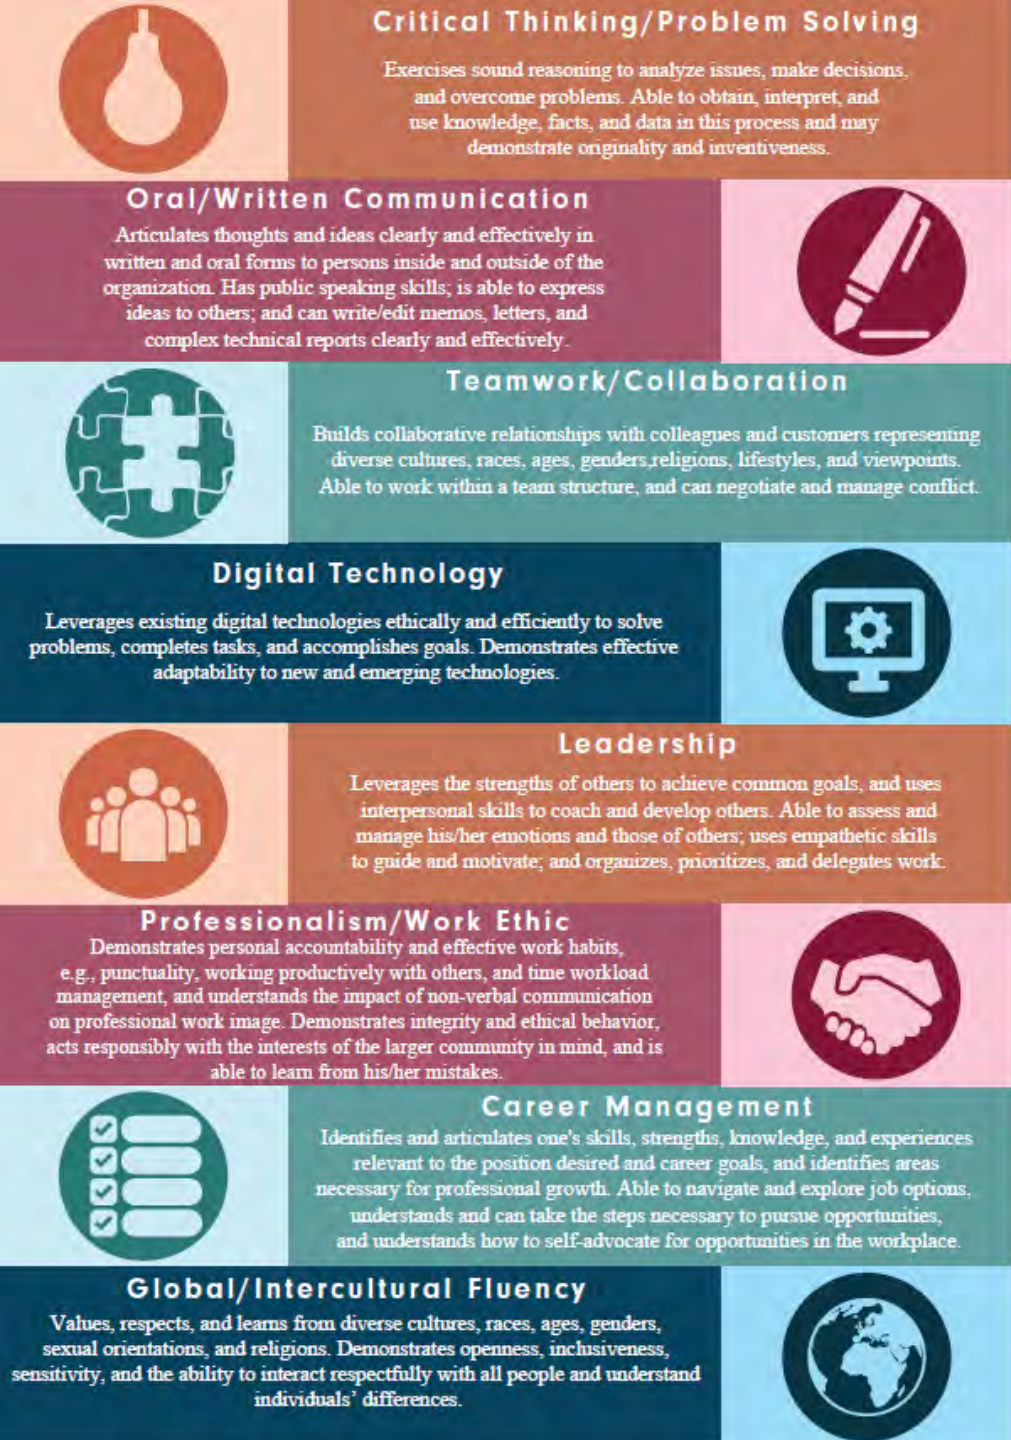 Critical Thinking/Problem Solving
Exercises sound reasoning to analyze issues, make decisions,
and overcome problems. Able to obtain, interpret, and
use knowledge, facts, and data in this process and may
demonstrate originality and inventiveness.
Oral/Written Communication
Articulates thoughts and ideas clearly and effectively in
written and oral forms to persons inside and outside of the
organization. Has public speaking skills; is able to express
ideas to others; and can write/edit memos, letters, and
complex technical reports clearly and effectively.
Teamwork/Collaboration
Builds collaborative relationships with colleagues and customers representing
diverse cultures, races, ages, genders,religions, lifestyles, and viewpoints.
Able to work within a team structure, and can negotiate and manage conflict.
Digital Technology
Leverages existing digital technologies ethically and efficiently to solve
problems, completes tasks, and accomplishes goals. Demonstrates effective
adaptability to new and emerging technologies.
Leadership
Leverages the strengths of others to achieve common goals, and uses
interpersonal skills to coach and develop others. Able to assess and
manage his/her emotions and those of others; uses empathetic skills
to guide and motivate; and organizes, prioritizes, and delegates work.
Professionalism/Work Ethic
Demonstrates personal accountability and effective work habits,
e.g., punctuality, working productively with others, and time workload
management, and understands the impact of non-verbal communication
on professional work image. Demonstrates integrity and ethical behavior,
acts responsibly with the interests of the larger community in mind, and is
able to learn from his/her mistakes.
Career Management
Identifies and articulates one's skills, strengths, knowledge, and experiences
relevant to the position desired and career goals, and identifies areas
necessary for professional growth. Able to navigate and explore job options,
understands and can take the steps necessary to pursue opportunities,
and understands how to self-advocate for opportunities in the workplace.
Global/Intercultural Fluency
Values, respects, and learns from diverse cultures, races, ages, genders,
sexual orientations, and religions. Demonstrates openness, inclusiveness,
sensitivity, and the ability to interact respectfully with all people and understand
individuals’ differences.